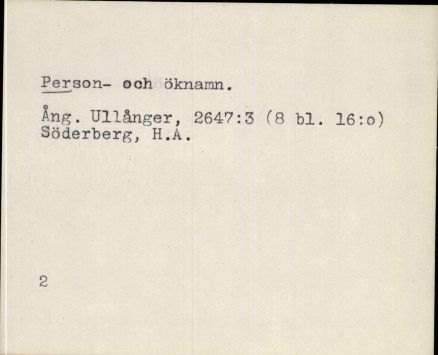 Person- och öknamn.
Ång. Ullånger, 2647:3 (8 bl. 16:o)
Söderberg, H.A.
2